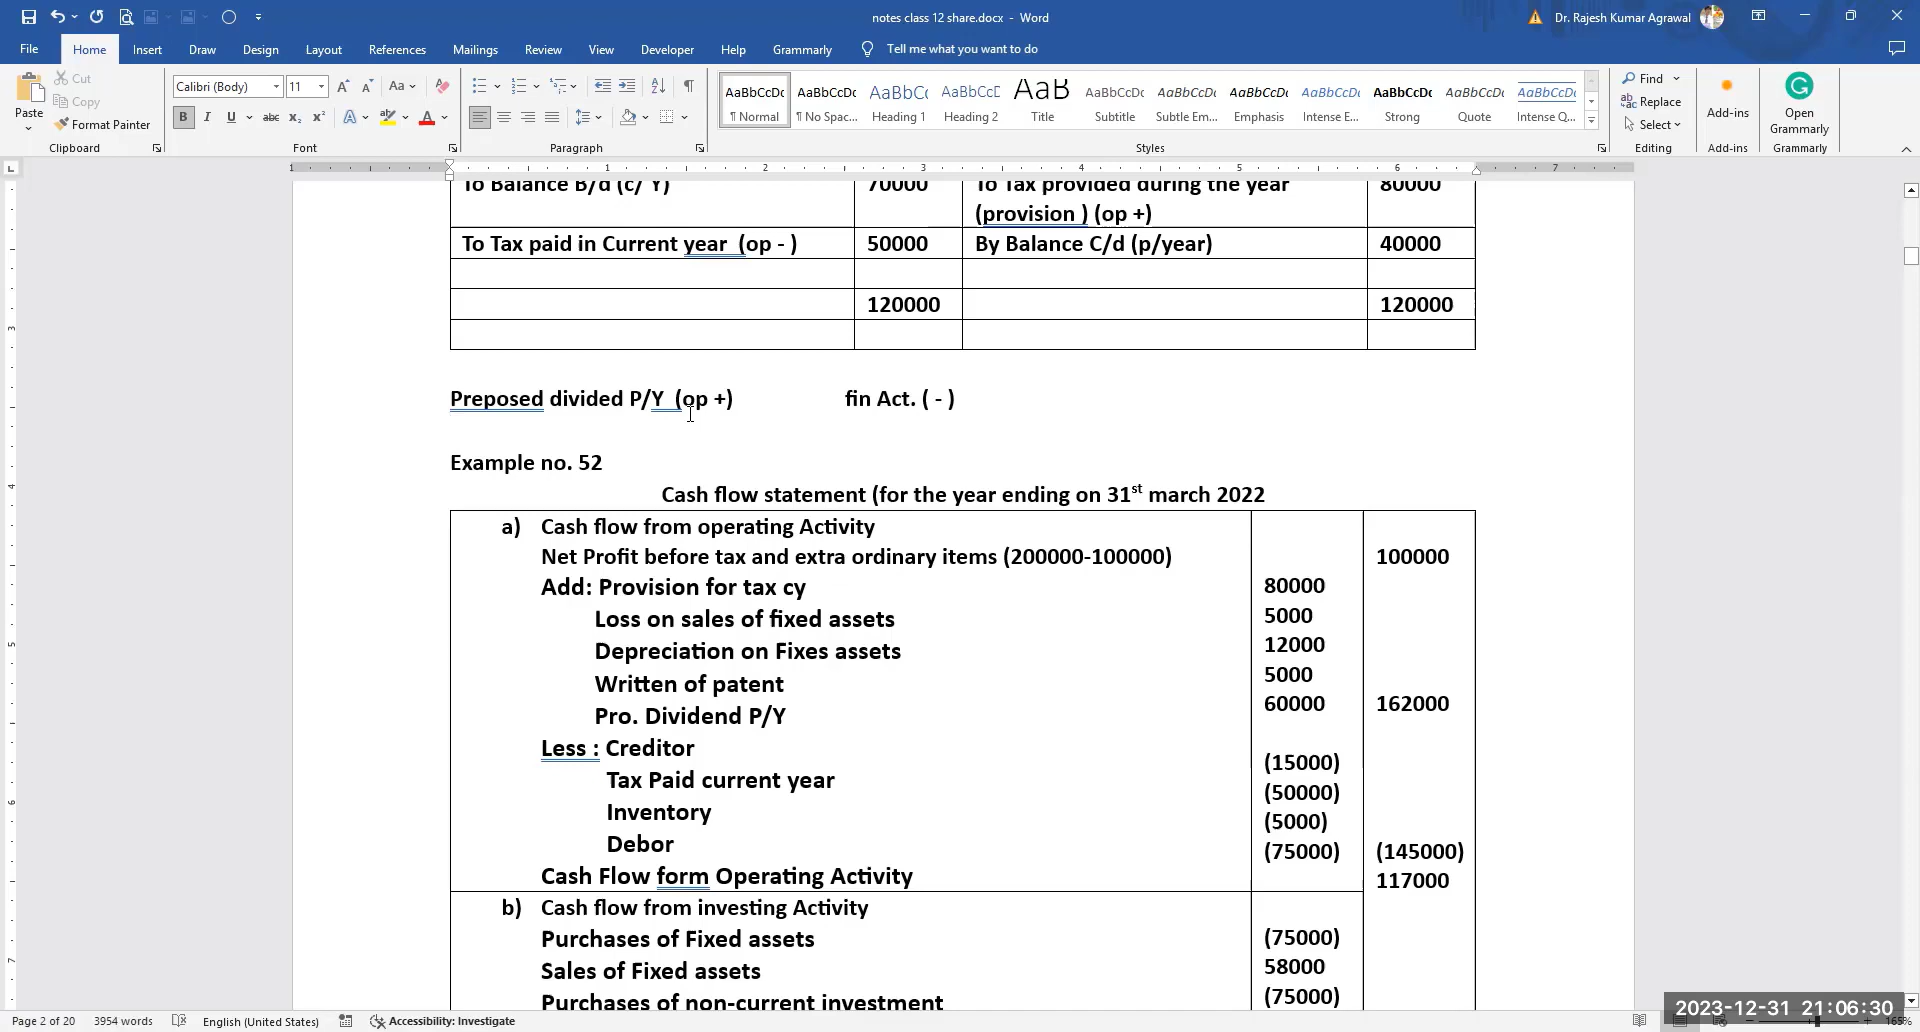 notes class 12 share.docx - Word
Dr. Rajesh Kumar Agrawal
File Home Insert Draw Design Layout References Mailings Review View Developer Help Grammarly Tell me what you want to do
Paste
Cut
Copy
Format Painter
Clipboard
Calibri (Body) 11
Font
Paragraph
AaBbCcDc AaBbCcDc AaBbCc AaBbCcD AaB AaBbCcDc AaBbCcDc AaBbCcDc AaBbCcDc AaBbCcDc AaBbCcDc AaBbCcDc
¶ Normal ¶ No Spac... Heading 1 Heading 2 Title Subtitle Subtle Em... Emphasis Intense E... Strong Quote Intense Q...
Styles
Find
Replace
Select
Editing
Add-ins
Add-ins
Open Grammarly
Grammarly
To Balance B/d (c/ Y) 70000 To Tax provided during the year 80000
(provision ) (op +)
To Tax paid in Current year (op - ) 50000 By Balance C/d (p/year) 40000
120000 120000
Preposed divided P/Y (op +) fin Act. ( - )
Example no. 52
Cash flow statement (for the year ending on 31st march 2022
a) Cash flow from operating Activity
Net Profit before tax and extra ordinary items (200000-100000) 100000
Add: Provision for tax cy 80000
Loss on sales of fixed assets 5000
Depreciation on Fixes assets 12000
Written of patent 5000
Pro. Dividend P/Y 60000 162000
Less : Creditor (15000)
Tax Paid current year (50000)
Inventory (5000)
Debor (75000) (145000)
Cash Flow form Operating Activity 117000
b) Cash flow from investing Activity
Purchases of Fixed assets (75000)
Sales of Fixed assets 58000
Purchases of non-current investment (75000)
Page 2 of 20 3954 words English (United States) Accessibility: Investigate 165%
2023-12-31 21:06:30